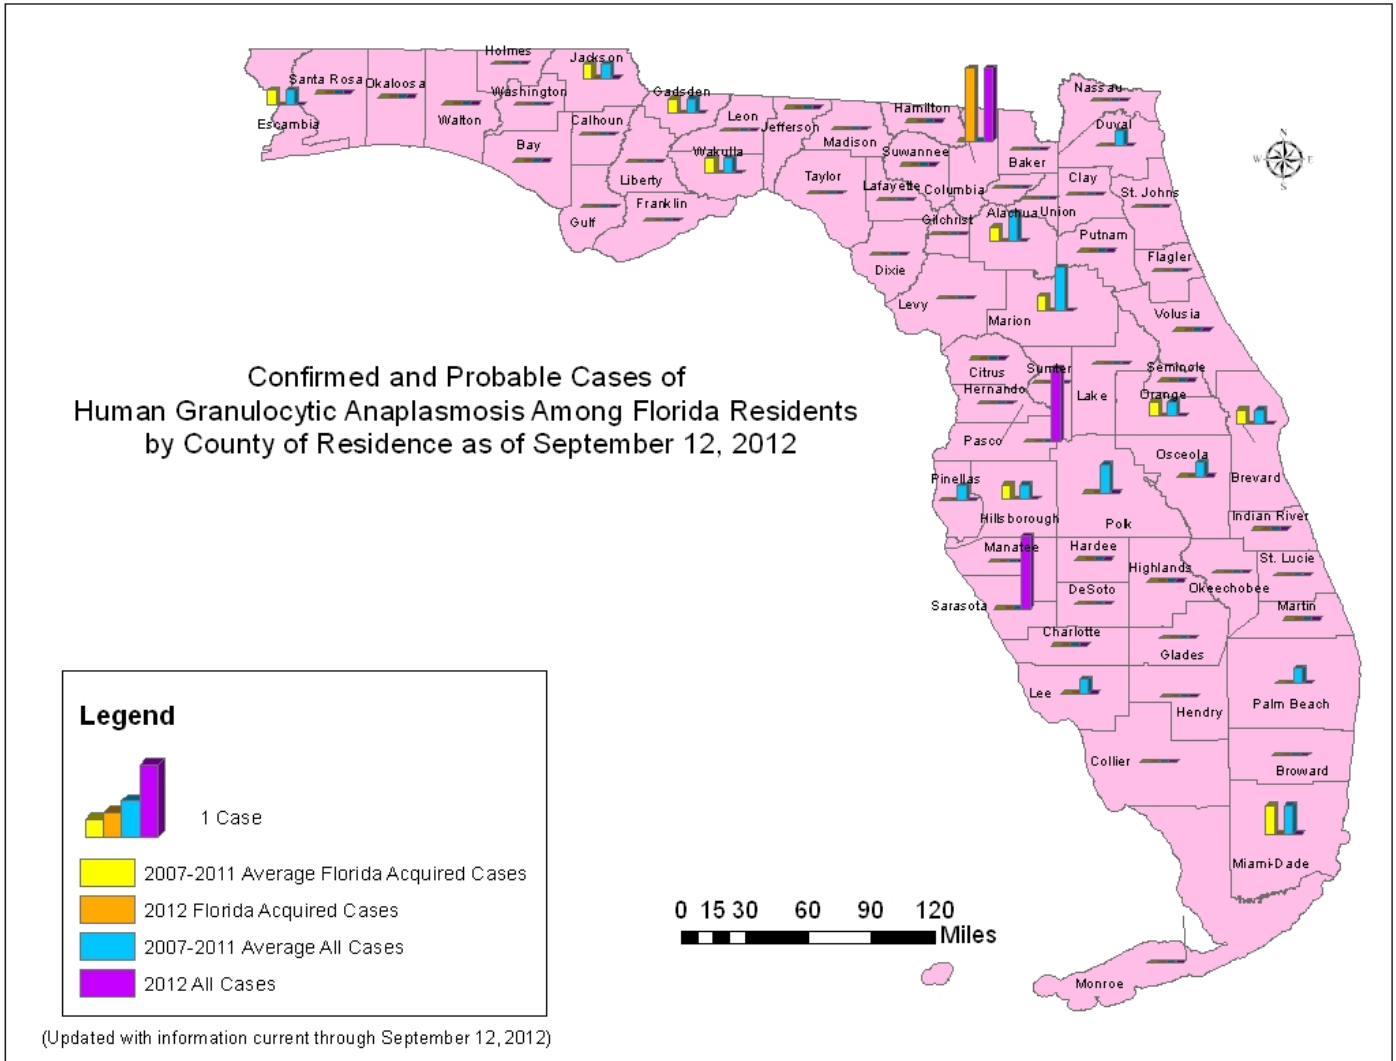 Holmes
Jackson
Santa Rosa
Okaloosa
Washington
Gadsden
Nassau
Escambia
Walton
Calhoun
Leon
Jefferson
Hamilton
Duval
Bay
Wakulla
Madison
Suwannee
Baker
N
W E
S
Liberty
Taylor
Lafayette
Columbia
Clay
St. Johns
Gulf
Franklin
Gilchrist
Alachua
Union
Putnam
Dixie
Flagler
Levy
Marion
Volusia
Confirmed and Probable Cases of
Human Granulocytic Anaplasmosis Among Florida Residents
by County of Residence as of September 12, 2012
Citrus
Sumter
Seminole
Hernando
Lake
Orange
Pasco
Osceola
Pinellas
Brevard
Hillsborough
Polk
Indian River
Manatee
Hardee
Highlands
St. Lucie
Okeechobee
DeSoto
Sarasota
Martin
Charlotte
Glades
Lee
Hendry
Palm Beach
Collier
Broward
Miami-Dade
Monroe
Legend
1 Case
2007-2011 Average Florida Acquired Cases
2012 Florida Acquired Cases
2007-2011 Average All Cases
2012 All Cases
0 15 30 60 90 120
Miles
(Updated with information current through September 12, 2012)